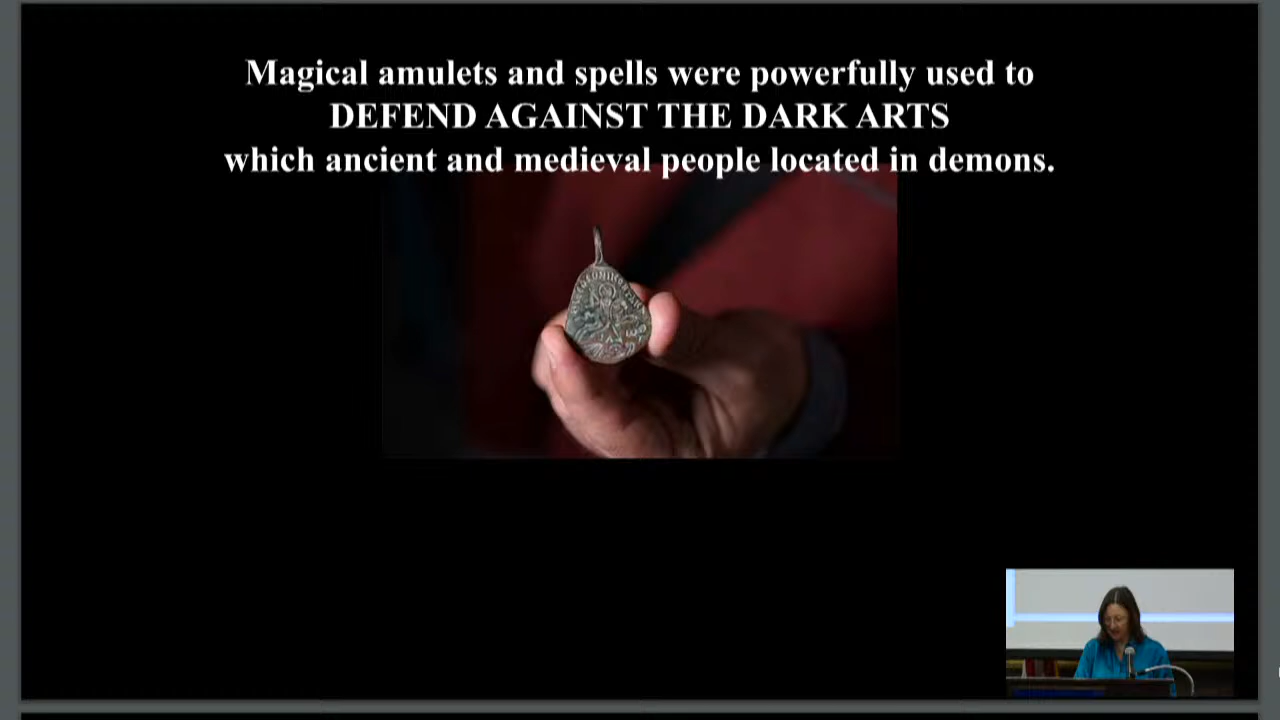 Magical amulets and spells were powerfully used to
DEFEND AGAINST THE DARK ARTS
which ancient and medieval people located in demons.